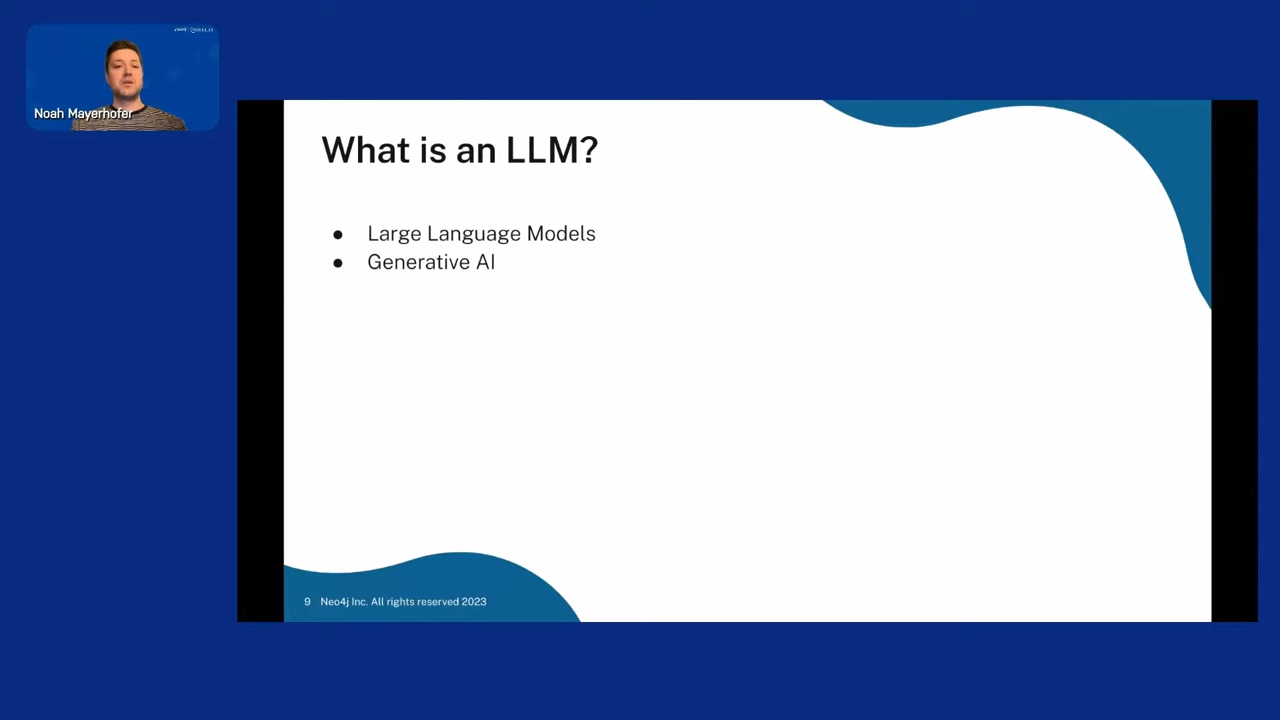 Noah Mayerhofer
What is an LLM?
● Large Language Models
● Generative AI
9 Neo4j Inc. All rights reserved 2023